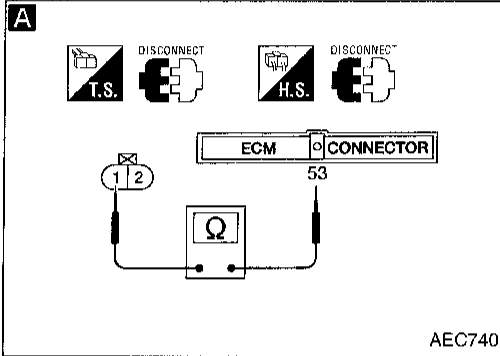 A
DISCONNECT
T.S.
DISCONNECT
H.S.
ECM CONNECTOR
1 2
53
Ω
AEC740